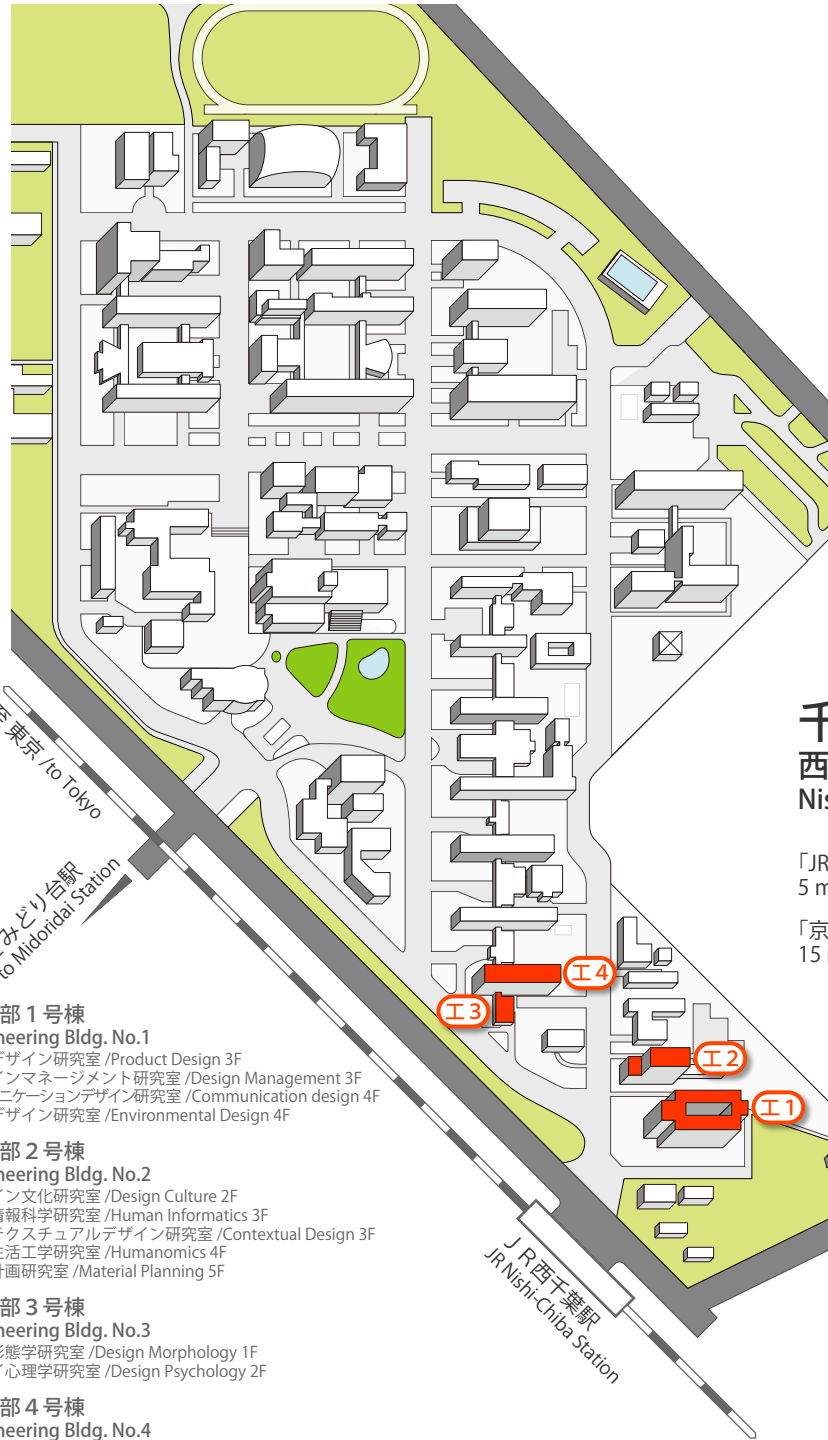 千
西
Nis
「JR
5 m
「京
15
至 東京 /to Tokyo
みどり台駅
to Midoridai Station
工4
工3
工2
工1
JR西千葉駅
JR Nishi-Chiba Station
部 1 号棟
neering Bldg. No.1
デザイン研究室 /Product Design 3F
インマネージメント研究室 /Design Management 3F
ュニケーションデザイン研究室 /Communication design 4F
デザイン研究室 /Environmental Design 4F
部 2 号棟
neering Bldg. No.2
イン文化研究室 /Design Culture 2F
情報科学研究室 /Human Informatics 3F
テクスチュアルデザイン研究室 /Contextual Design 3F
生活工学研究室 /Humanomics 4F
計画研究室 /Material Planning 5F
部 3 号棟
neering Bldg. No.3
形態学研究室 /Design Morphology 1F
心理学研究室 /Design Psychology 2F
部 4 号棟
neering Bldg. No.4